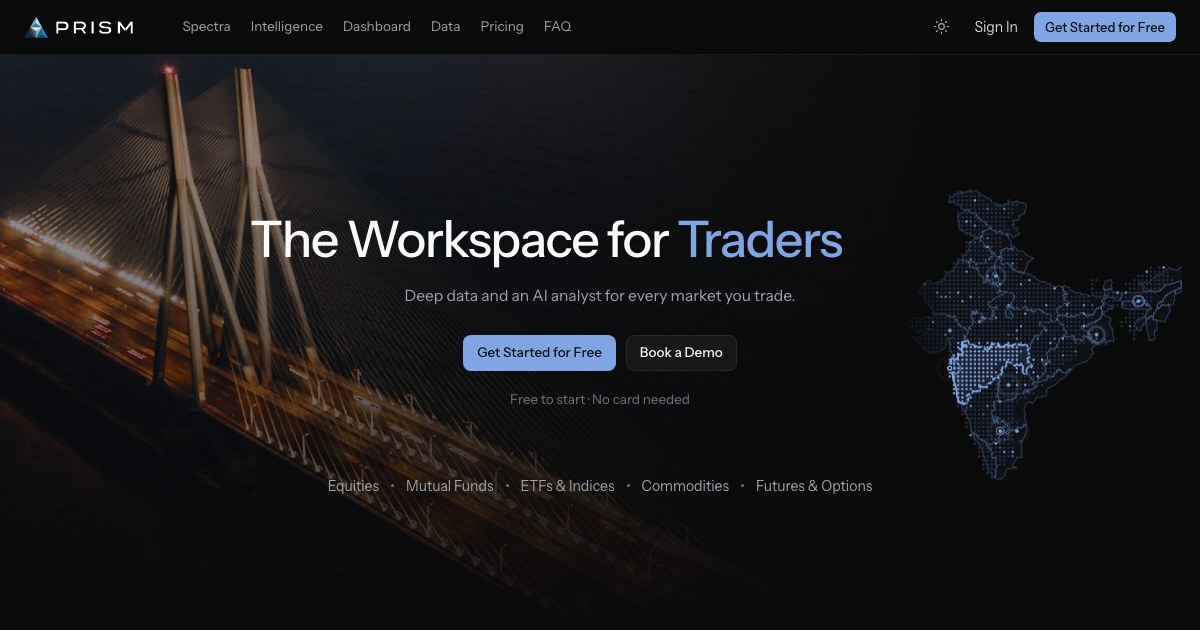 PRISM
Spectra Intelligence Dashboard Data Pricing FAQ
Sign In
Get Started for Free
The Workspace for Traders
Deep data and an AI analyst for every market you trade.
Get Started for Free
Book a Demo
Free to start · No card needed
Equities • Mutual Funds • ETFs & Indices • Commodities • Futures & Options